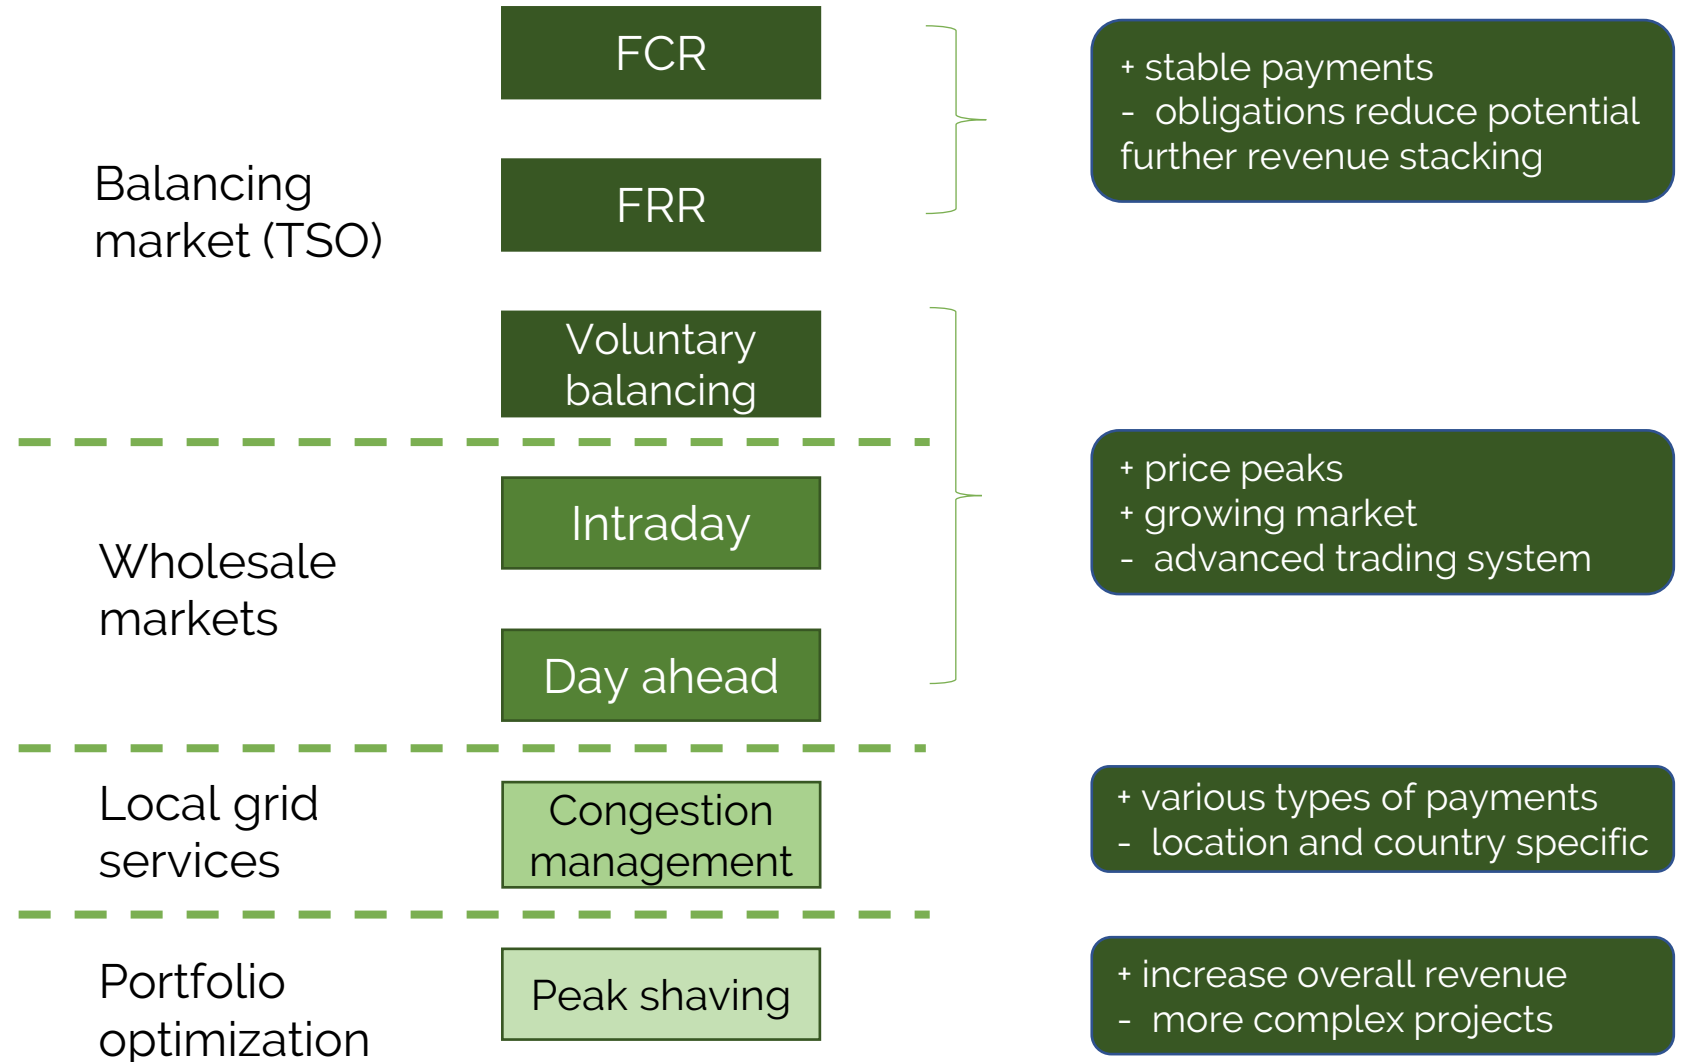 FCR
+ stable payments
- obligations reduce potential
further revenue stacking
Balancing
market (TSO)
FRR
Voluntary
balancing
Wholesale
markets
Intraday
+ price peaks
+ growing market
- advanced trading system
Day ahead
Local grid
services
Congestion
management
+ various types of payments
- location and country specific
Portfolio
optimization
Peak shaving
+ increase overall revenue
- more complex projects